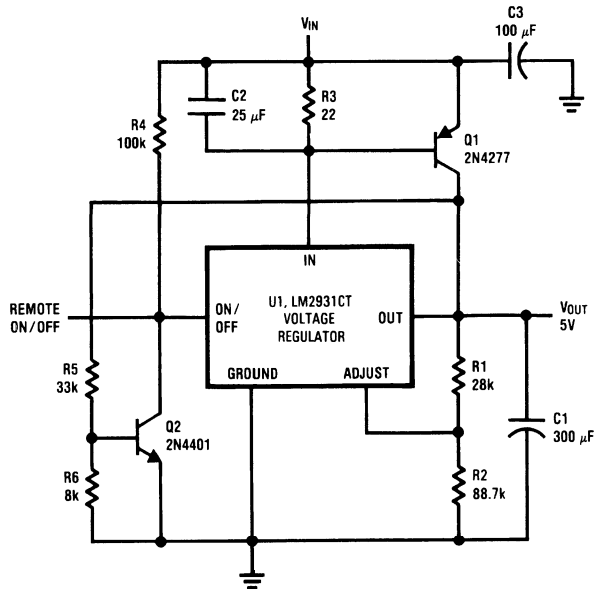 C3
100 µF
VIN
C2
25 µF
R3
22
R4
100k
Q1
2N4277
IN
U1, LM2931CT
VOLTAGE
REGULATOR
REMOTE
ON/OFF
ON/
OFF
OUT
VOUT
5V
GROUND
ADJUST
R5
33k
R1
28k
Q2
2N4401
C1
300 µF
R6
8k
R2
88.7k